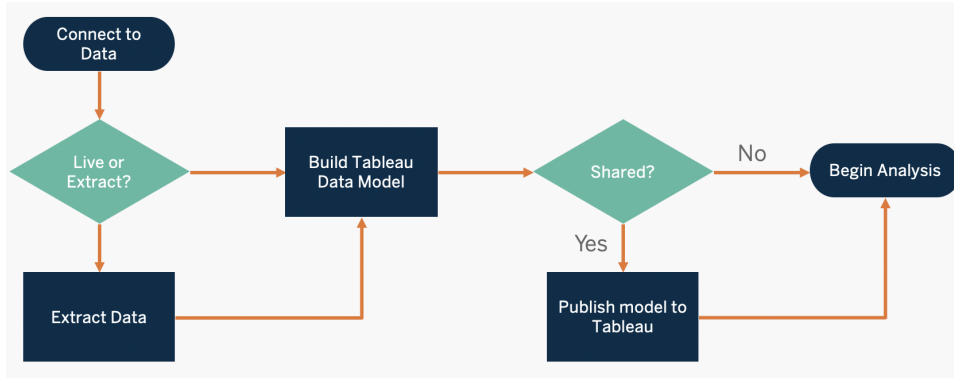 Connect to
Data
Live or
Extract?
Build Tableau
Data Model
Shared?
No
Begin Analysis
Yes
Extract Data
Publish model to
Tableau